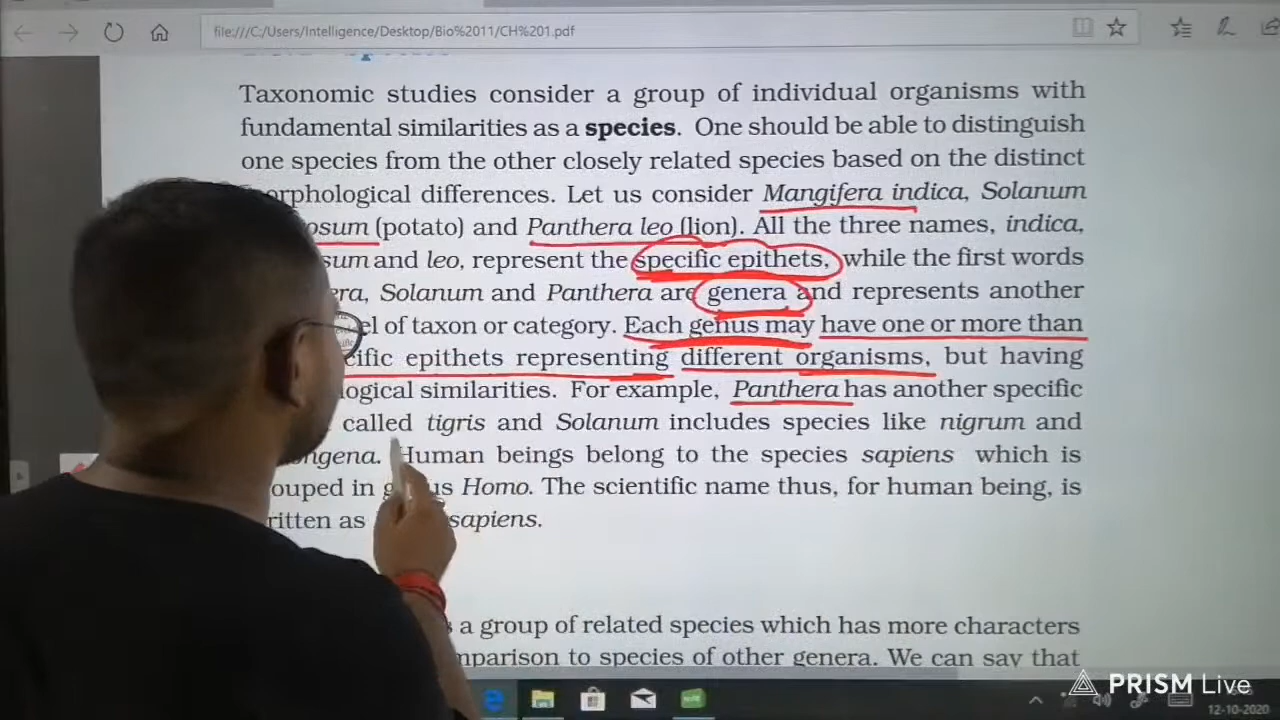 file:///C:/Users/Intelligence/Desktop/Bio%2011/CH%201.pdf
Taxonomic studies consider a group of individual organisms with
fundamental similarities as a species. One should be able to distinguish
one species from the other closely related species based on the distinct
orphological differences. Let us consider Mangifera indica, Solanum
osum (potato) and Panthera leo (lion). All the three names, indica,
sum and leo, represent the specific epithets, while the first words
era, Solanum and Panthera are genera and represents another
el of taxon or category. Each genus may have one or more than
cific epithets representing different organisms, but having
logical similarities. For example, Panthera has another specific
called tigris and Solanum includes species like nigrum and
ongena. Human beings belong to the species sapiens which is
ouped in Homo. The scientific name thus, for human being, is
ritten as sapiens.
a group of related species which has more characters
mparison to species of other genera. We can say that
PRISM Live
12-10-2020